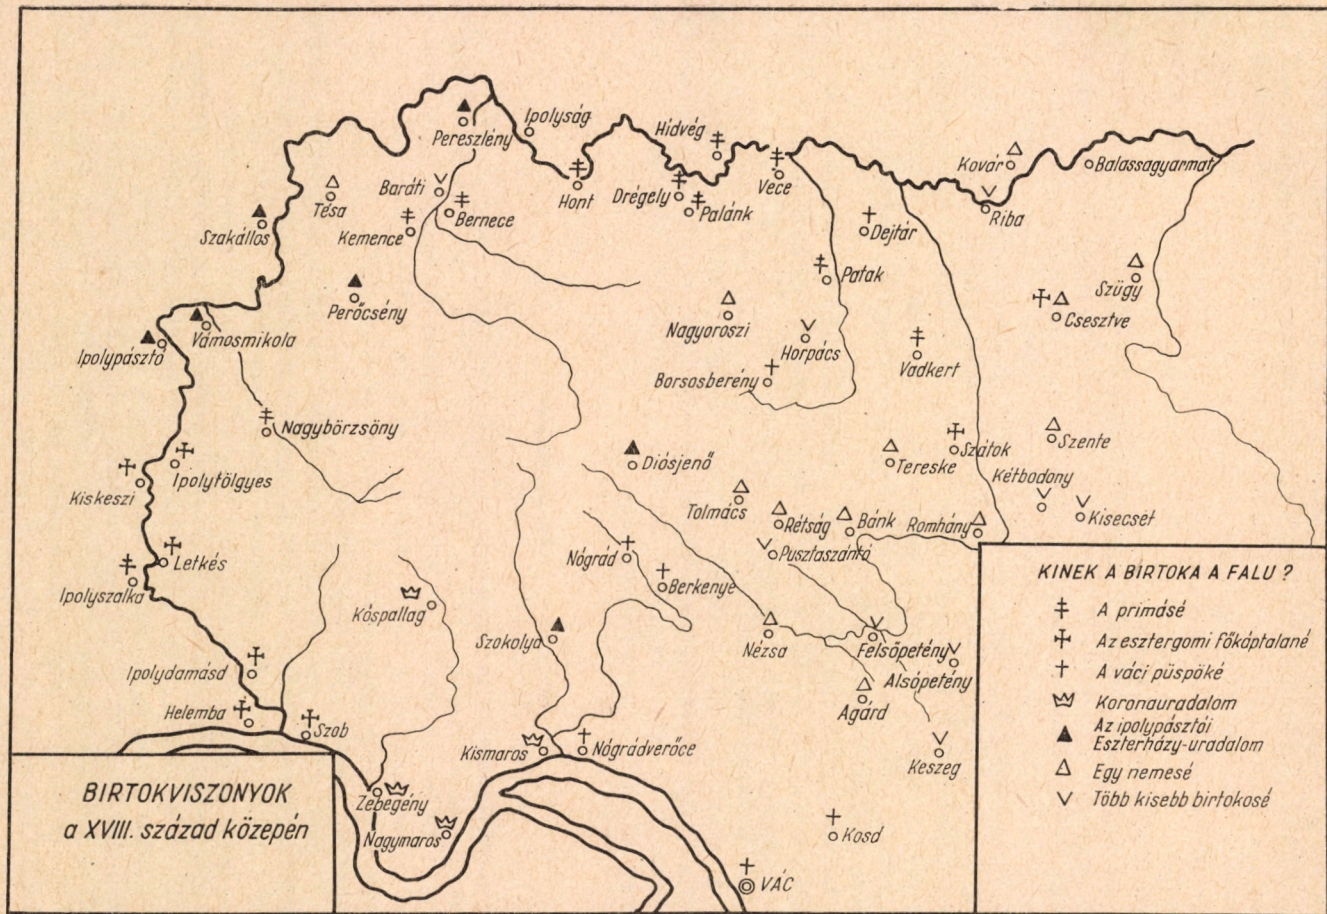 Pereszlény
Ipolyság
Hídvég
Kovár
Balassagyarmat
Baráti
Hont
Drégely
Vece
Tésa
Bernece
Palánk
Riba
Szakállos
Kemence
Dejtár
Patak
Szügy
Perőcsény
Nagyoroszi
Csesztve
Vámosmikola
Ipolypásztó
Horpács
Vadkert
Borsosberény
Nagybörzsöny
Szente
Szátok
Diósjenő
Tereske
Ipolytölgyes
Kétbodony
Kiskeszi
Tolmács
Kisecset
Rétság
Bánk
Romhány
Nógrád
Pusztaszántó
Letkés
Berkenye
Ipolyszalka
Kóspallag
Szokolya
Nézsa
Felsőpetény
Ipolydamásd
Alsópetény
Agárd
Helemba
Szob
Kismaros
Nógrádverőce
Keszeg
Zebegény
Nagymaros
Kosd
VÁC
BIRTOKVISZONYOK
a XVIII. század közepén
KINEK A BIRTOKA A FALU ?
A primásé
Az esztergomi Főkáptalané
A váci püspöké
Koronauradalom
Az ipolypásztói
Eszterházy-uradalom
Egy nemesé
Több kisebb birtokosé